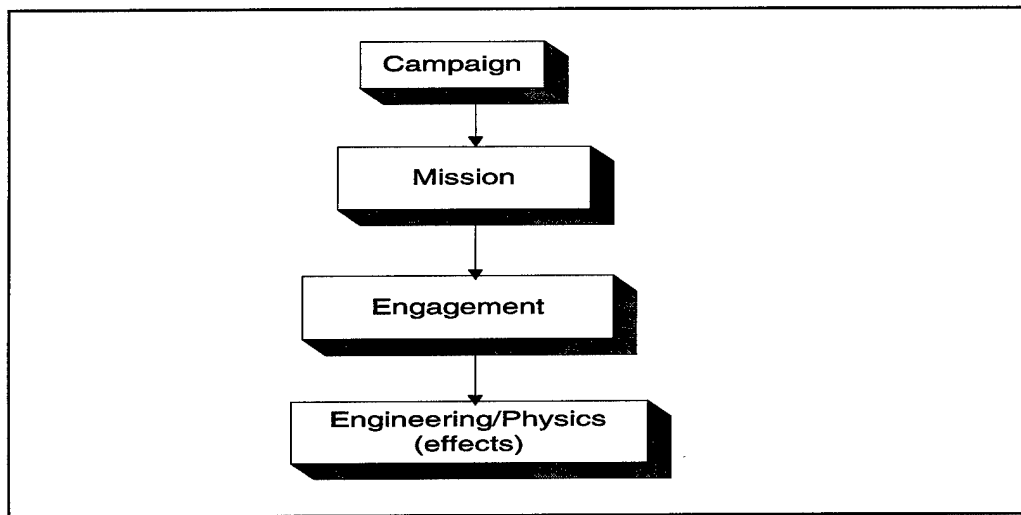 Campaign
Mission
Engagement
Engineering/Physics
(effects)